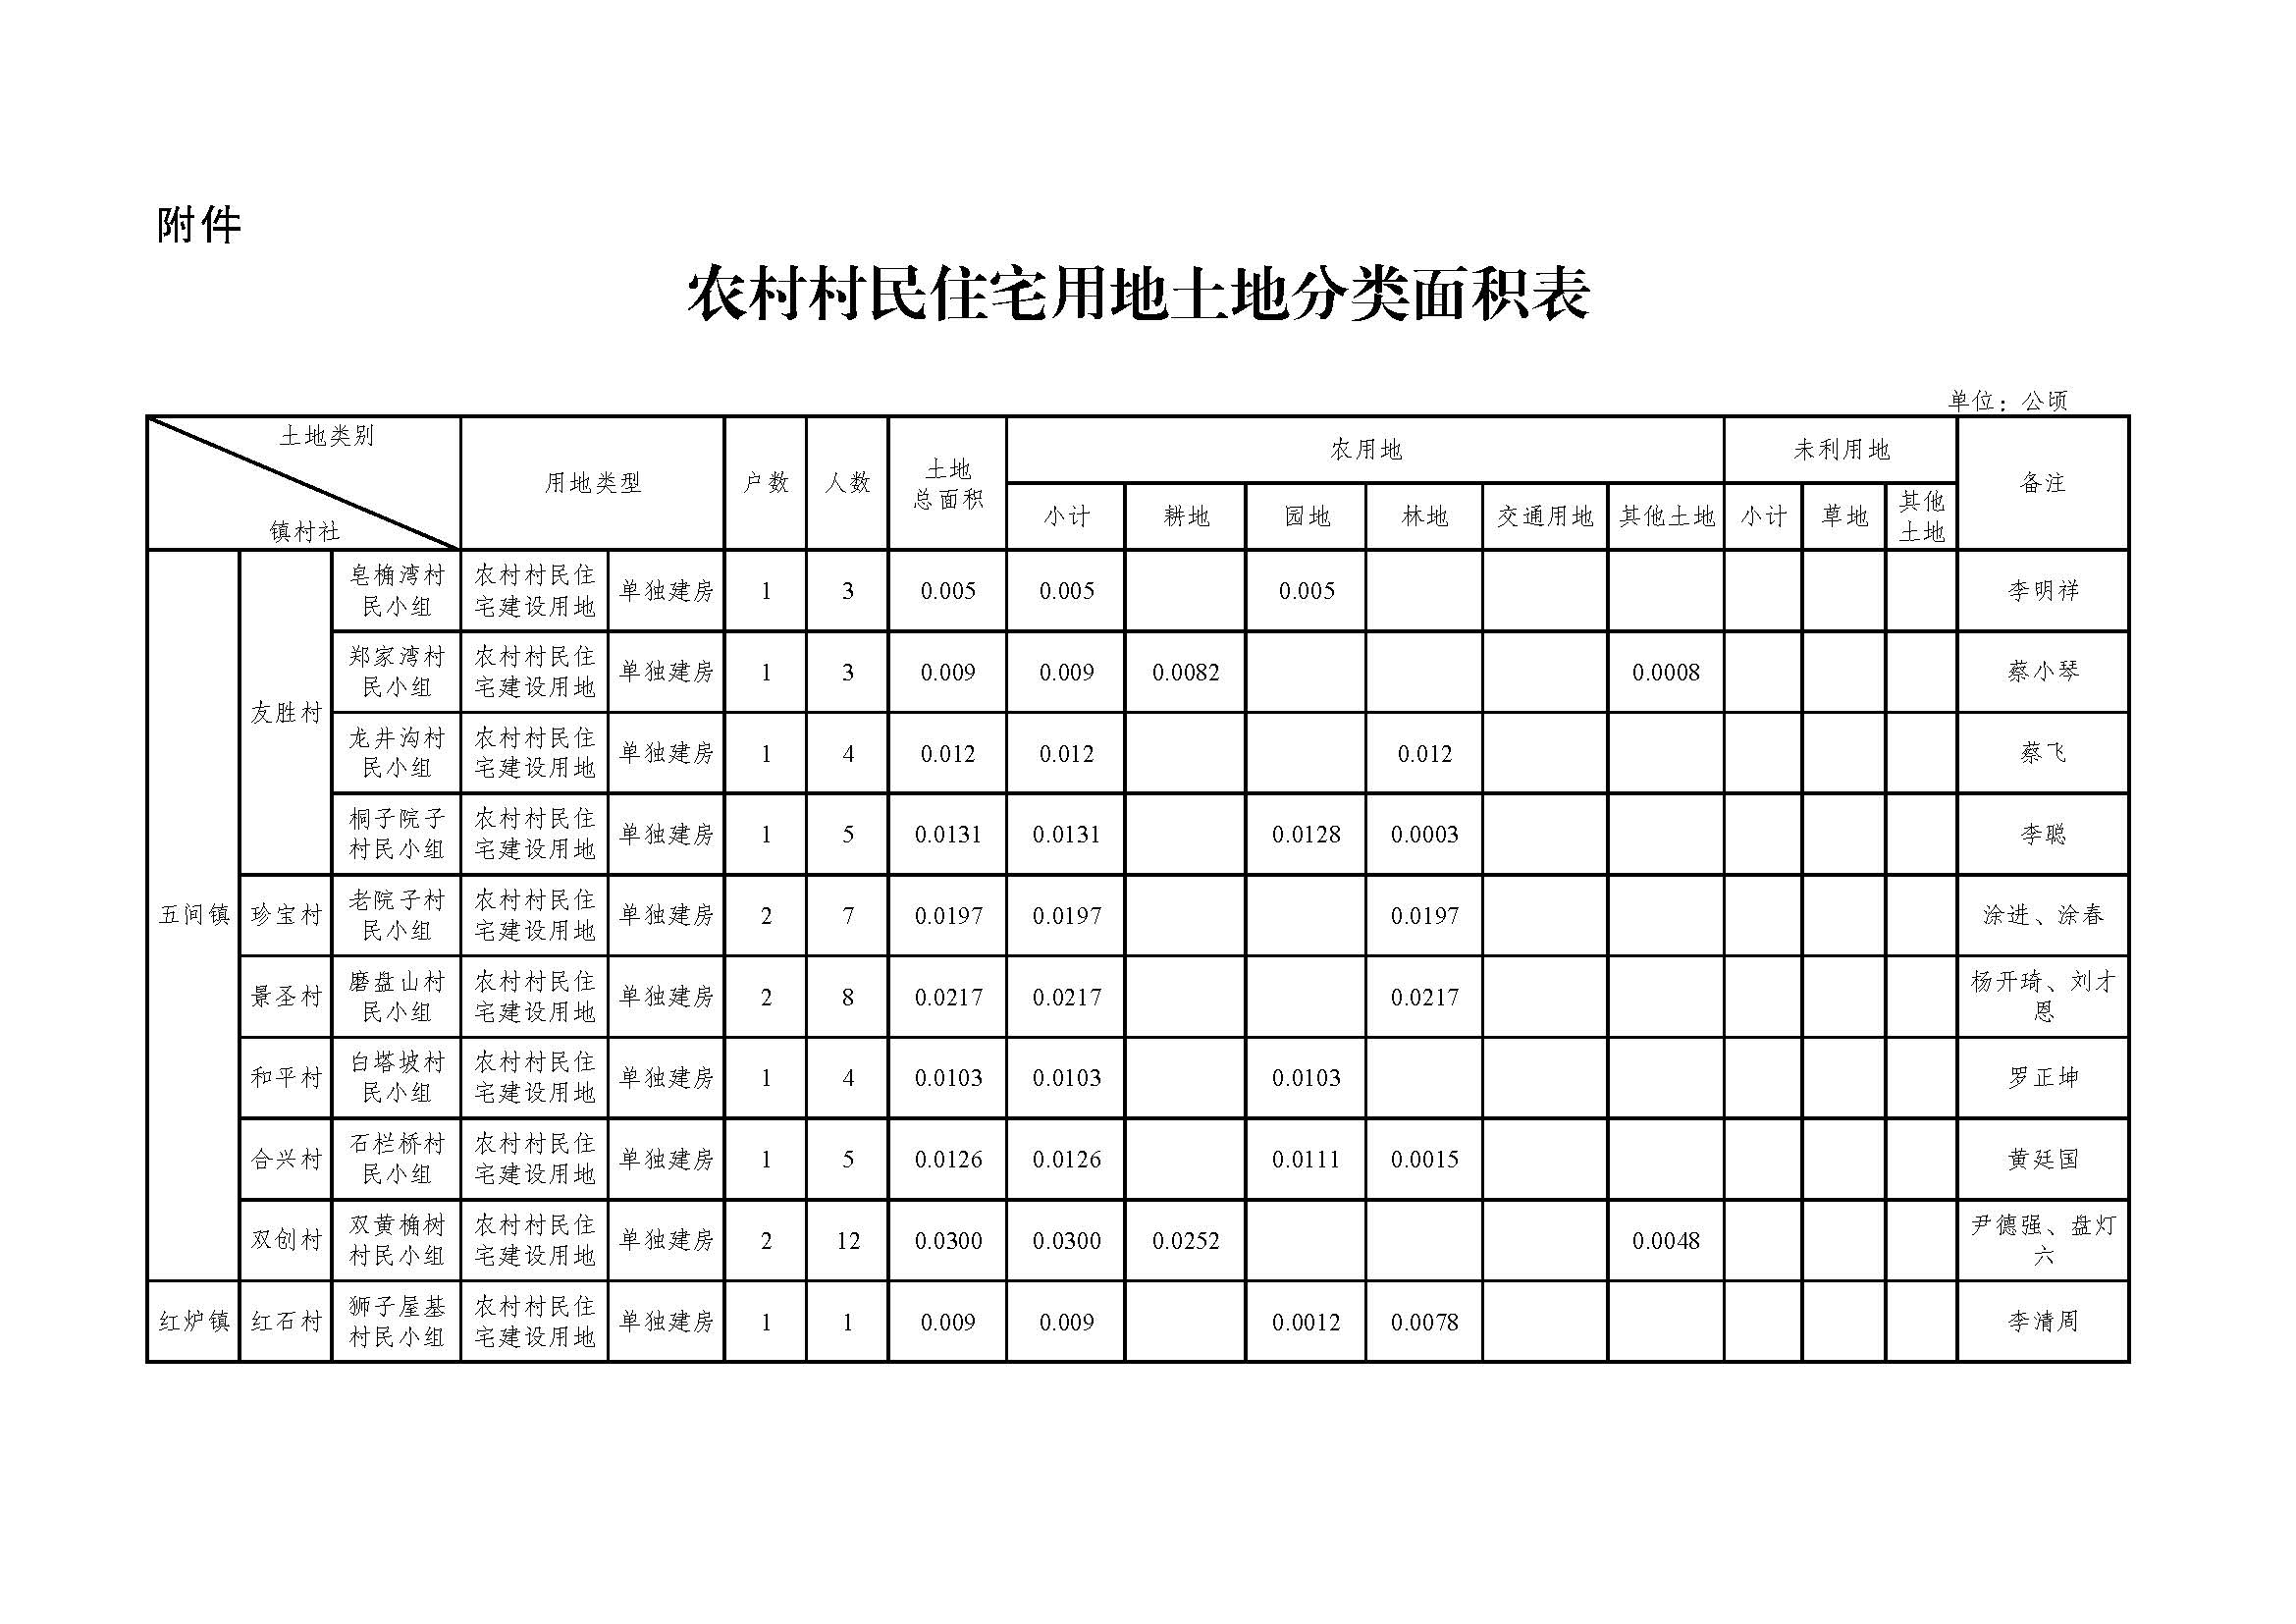 附件
农村村民住宅用地土地分类面积表
单位：公顷
土地类别
镇村社
用地类型
户数
人数
土地
总面积
农用地
未利用地
备注
小计
耕地
园地
林地
交通用地
其他土地
小计
草地
其他
土地
五间镇
友胜村
皂桷湾村
民小组
农村村民住
宅建设用地
单独建房
1
3
0.005
0.005
0.005
李明祥
郑家湾村
民小组
农村村民住
宅建设用地
单独建房
1
3
0.009
0.009
0.0082
0.0008
蔡小琴
龙井沟村
民小组
农村村民住
宅建设用地
单独建房
1
4
0.012
0.012
0.012
蔡飞
桐子院子
村民小组
农村村民住
宅建设用地
单独建房
1
5
0.0131
0.0131
0.0128
0.0003
李聪
珍宝村
老院子村
民小组
农村村民住
宅建设用地
单独建房
2
7
0.0197
0.0197
0.0197
涂进、涂春
景圣村
磨盘山村
民小组
农村村民住
宅建设用地
单独建房
2
8
0.0217
0.0217
0.0217
杨开琦、刘才
恩
和平村
白塔坡村
民小组
农村村民住
宅建设用地
单独建房
1
4
0.0103
0.0103
0.0103
罗正坤
合兴村
石栏桥村
民小组
农村村民住
宅建设用地
单独建房
1
5
0.0126
0.0126
0.0111
0.0015
黄廷国
双创村
双黄桷树
村民小组
农村村民住
宅建设用地
单独建房
2
12
0.0300
0.0300
0.0252
0.0048
尹德强、盘灯
六
红炉镇
红石村
狮子屋基
村民小组
农村村民住
宅建设用地
单独建房
1
1
0.009
0.009
0.0012
0.0078
李清周